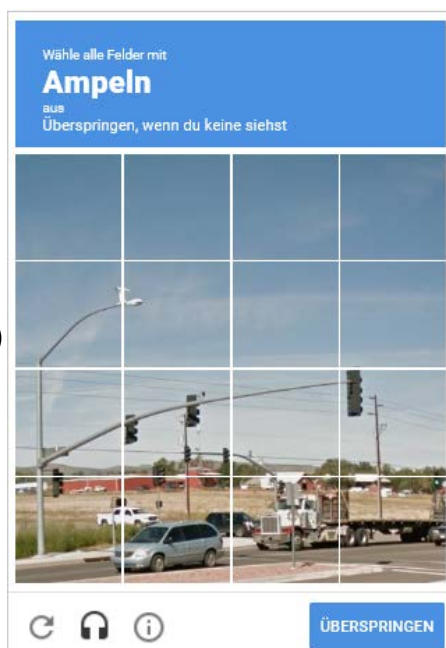 Wähle alle Felder mit
Ampeln
aus
Überspringen, wenn du keine siehst
ÜBERSPRINGEN